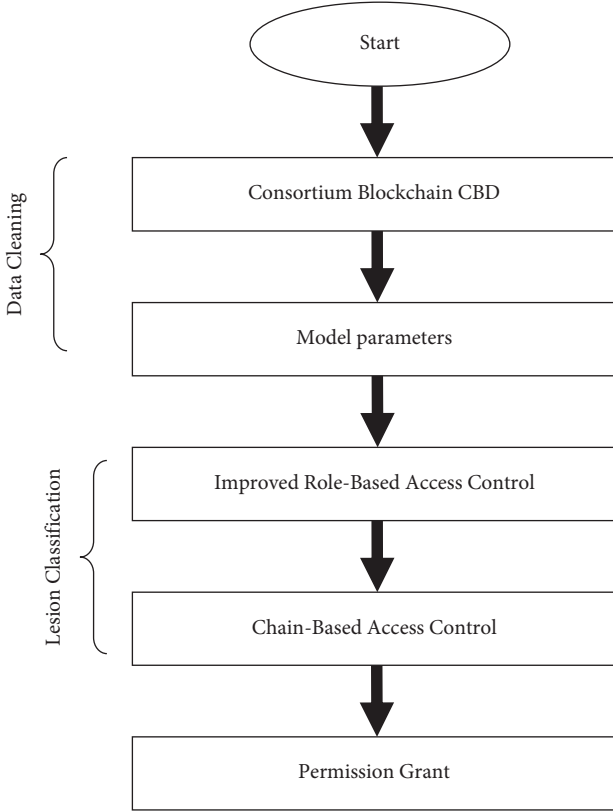 Start
Data Cleaning
Consortium Blockchain CBD
Model parameters
Lesion Classification
Improved Role-Based Access Control
Chain-Based Access Control
Permission Grant